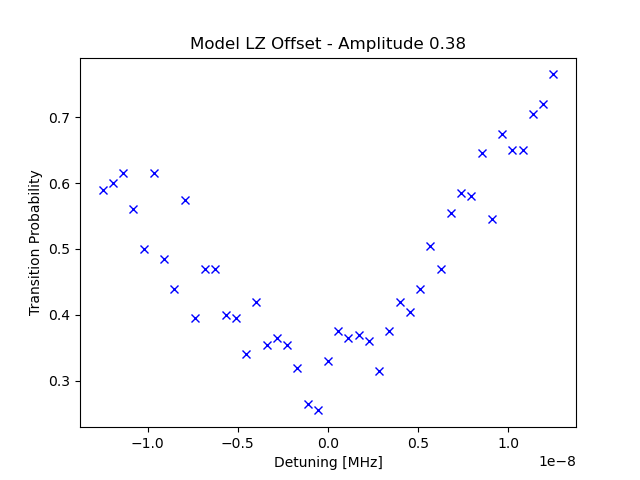 Model LZ Offset - Amplitude 0.38
Transition Probability
0.7
0.6
0.5
0.4
0.3
−1.0
−0.5
0.0
0.5
1.0
1e−8
Detuning [MHz]